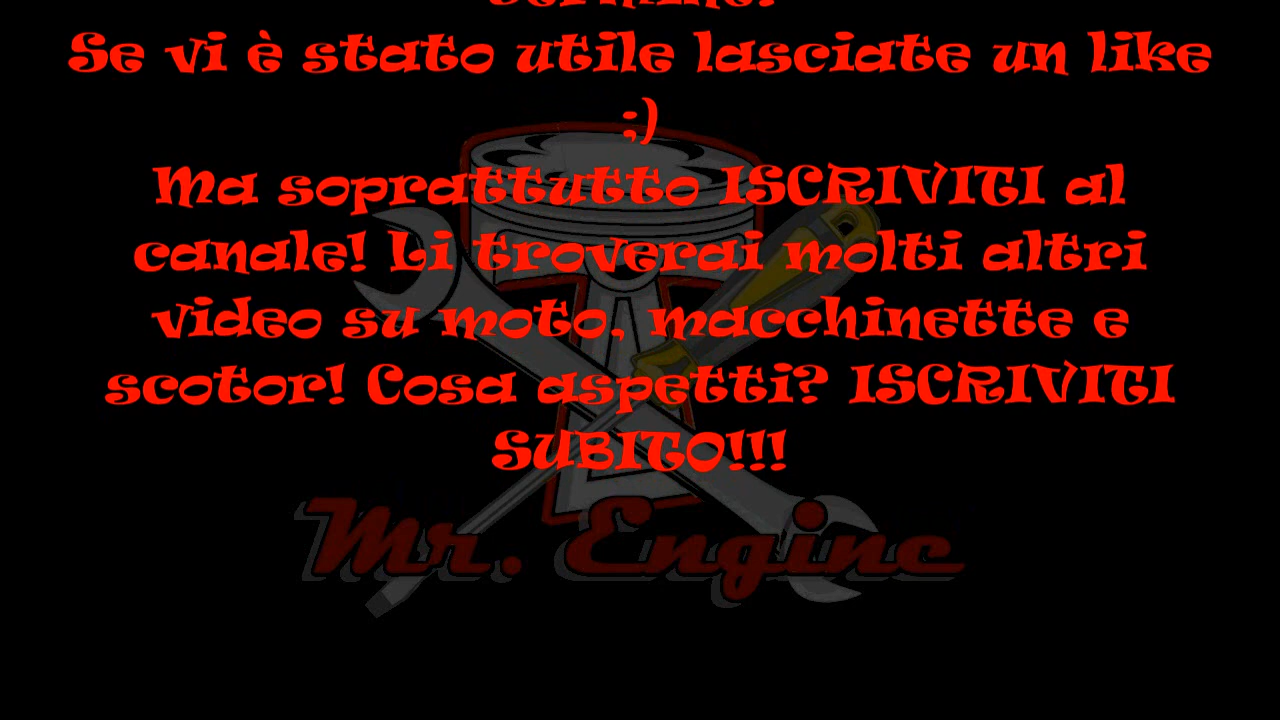 Se vi è stato utile lasciate un like
;)
Ma soprattutto ISCRIVITI al
canale! Li troverai molti altri
video su moto, macchinette e
scotor! Cosa aspetti? ISCRIVITI
SUBITO!!!
Mr. Engine